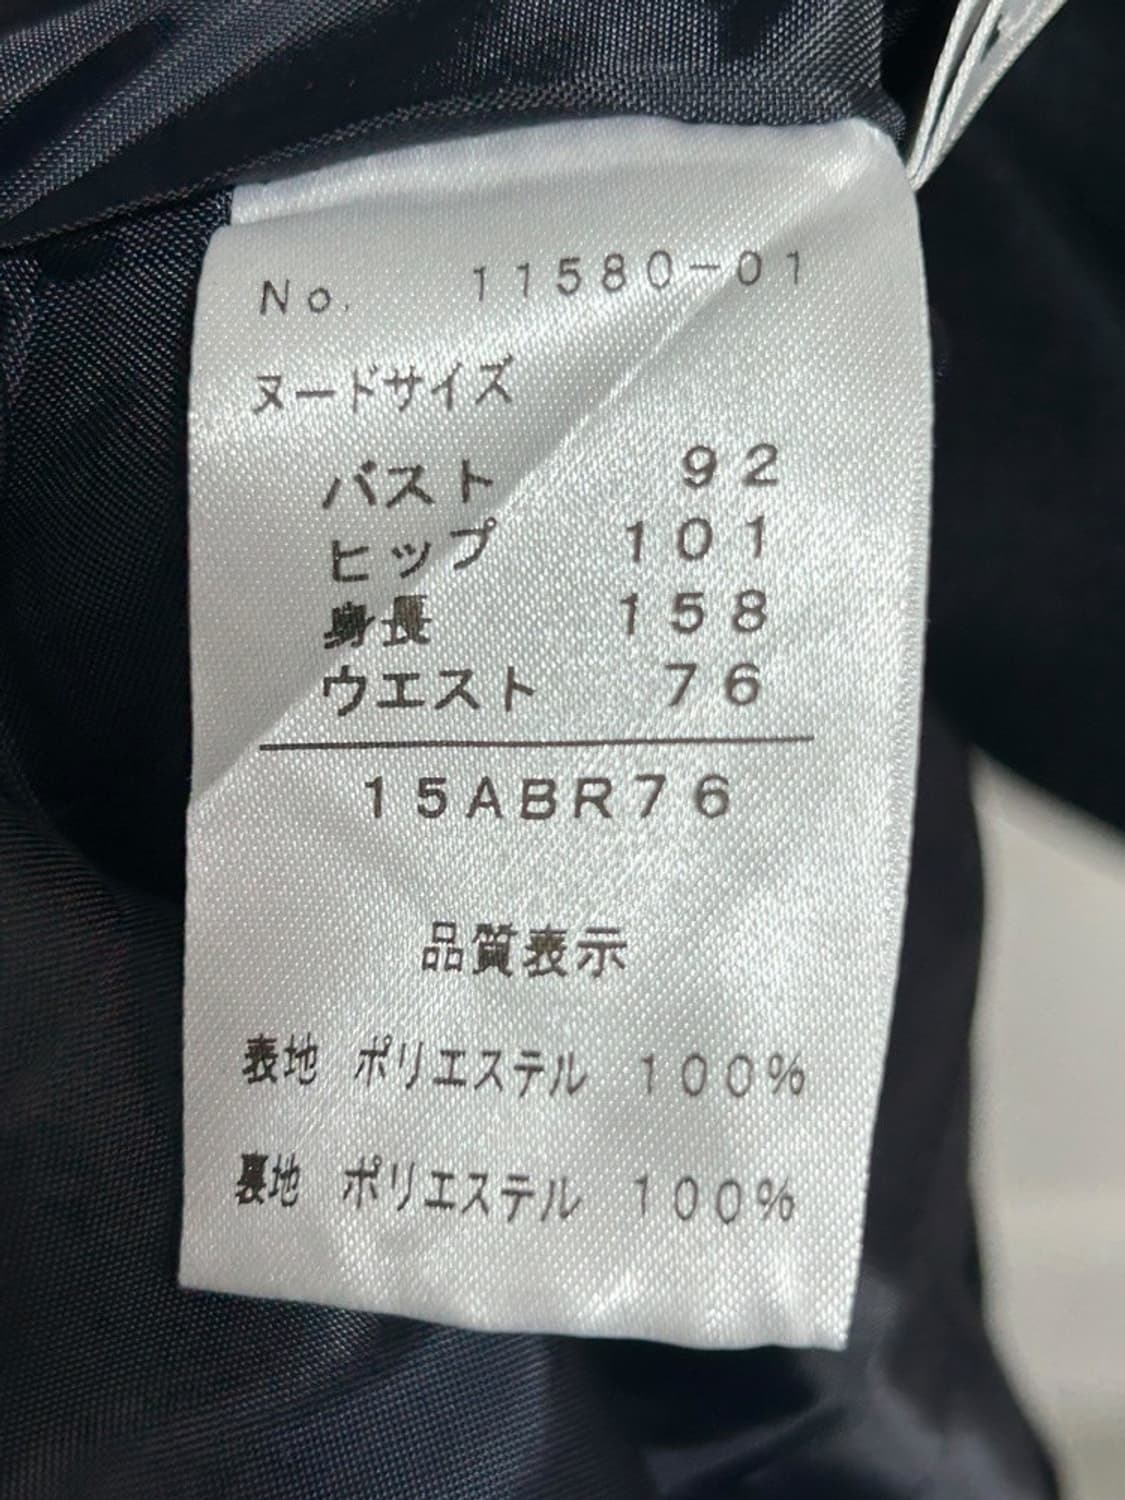 No. 11580-01
ヌードサイズ
バスト 92
ヒップ 101
身長 158
ウエスト 76
15ABR76
品質表示
表地 ポリエステル 100%
裏地 ポリエステル 100%